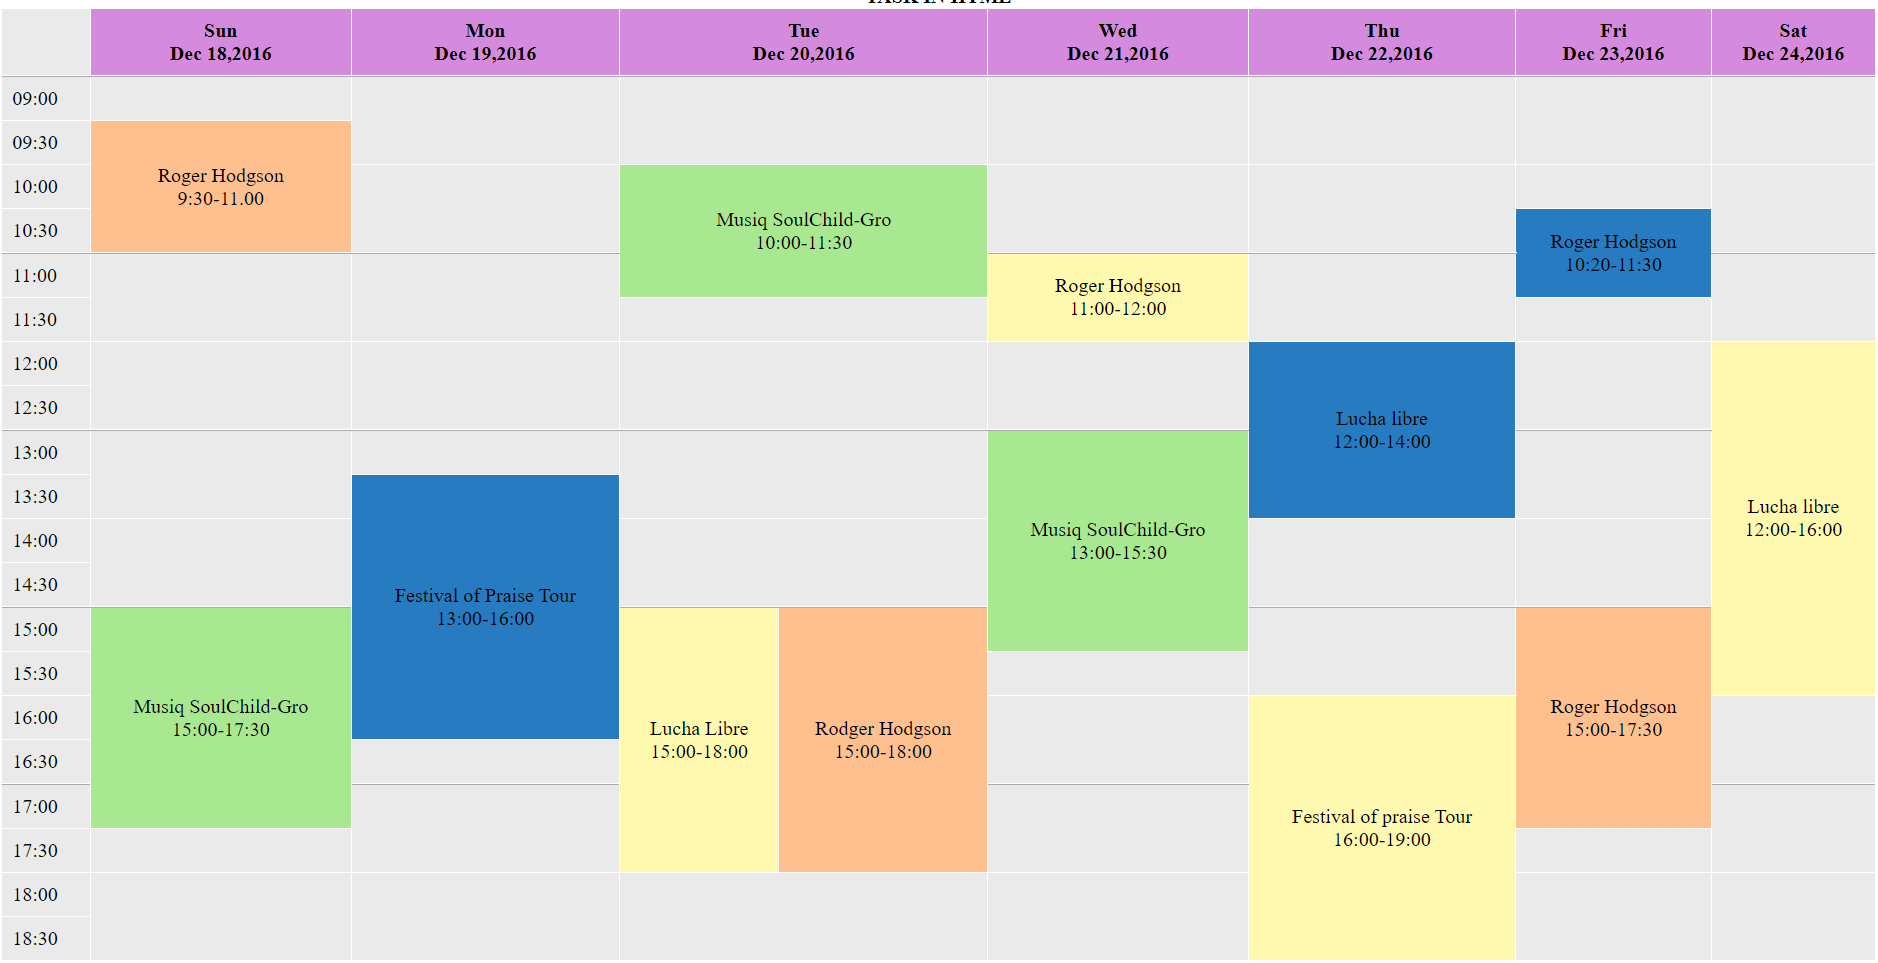 TASK IN HTML
Sun
Dec 18,2016
Mon
Dec 19,2016
Tue
Dec 20,2016
Wed
Dec 21,2016
Thu
Dec 22,2016
Fri
Dec 23,2016
Sat
Dec 24,2016
09:00
09:30
Roger Hodgson
9:30-11.00
10:00
Musiq SoulChild-Gro
10:00-11:30
10:30
Roger Hodgson
10:20-11:30
11:00
Roger Hodgson
11:00-12:00
11:30
12:00
Lucha libre
12:00-14:00
Lucha libre
12:00-16:00
12:30
13:00
Musiq SoulChild-Gro
13:00-15:30
13:30
Festival of Praise Tour
13:00-16:00
14:00
14:30
15:00
Musiq SoulChild-Gro
15:00-17:30
Lucha Libre
15:00-18:00
Rodger Hodgson
15:00-18:00
Roger Hodgson
15:00-17:30
15:30
16:00
Festival of praise Tour
16:00-19:00
16:30
17:00
17:30
18:00
18:30